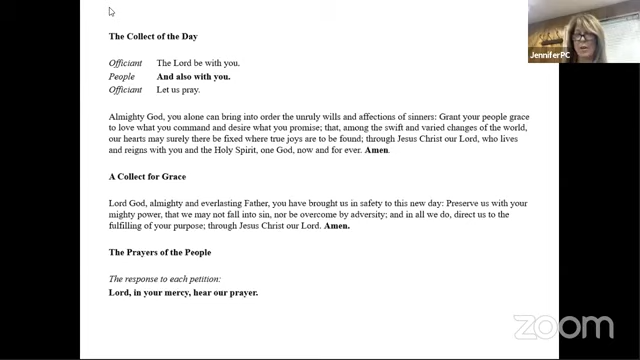 The Collect of the Day
Officiant The Lord be with you.
People And also with you.
Officiant Let us pray.
Almighty God, you alone can bring into order the unruly wills and affections of sinners: Grant your people grace
to love what you command and desire what you promise; that, among the swift and varied changes of the world,
our hearts may surely there be fixed where true joys are to be found; through Jesus Christ our Lord, who lives
and reigns with you and the Holy Spirit, one God, now and for ever. Amen.
A Collect for Grace
Lord God, almighty and everlasting Father, you have brought us in safety to this new day: Preserve us with your
mighty power, that we may not fall into sin, nor be overcome by adversity; and in all we do, direct us to the
fulfilling of your purpose; through Jesus Christ our Lord. Amen.
The Prayers of the People
The response to each petition:
Lord, in your mercy, hear our prayer.
JenniferPC
zoom